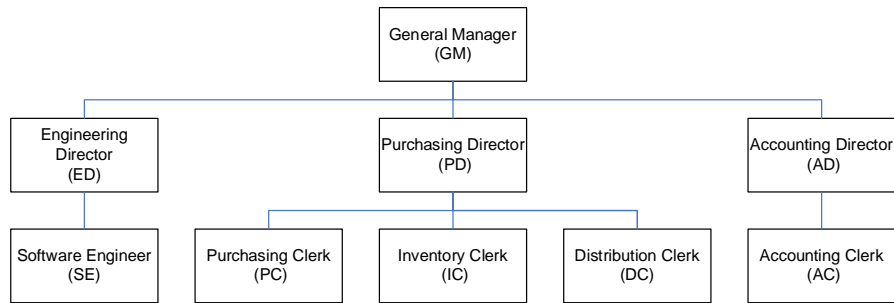 General Manager
(GM)
Engineering
Director
(ED)
Purchasing Director
(PD)
Accounting Director
(AD)
Software Engineer
(SE)
Purchasing Clerk
(PC)
Inventory Clerk
(IC)
Distribution Clerk
(DC)
Accounting Clerk
(AC)